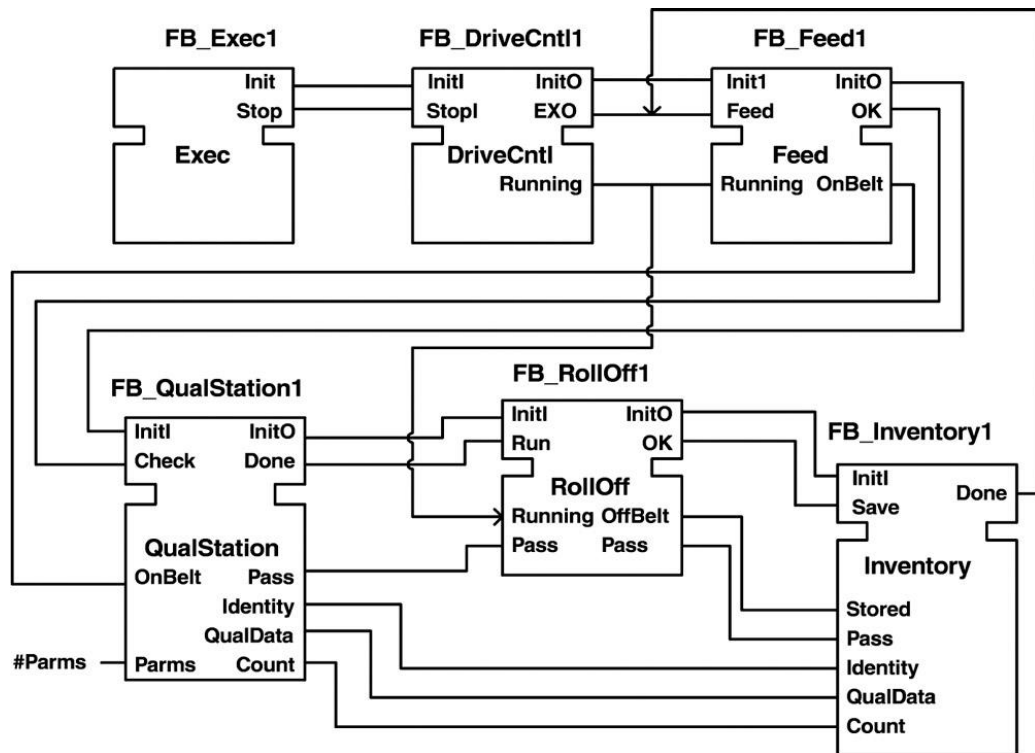 FB_Exec1
Init
Stop
Exec
FB_DriveCntl1
InitI InitO
StopI EXO
DriveCntl
Running
FB_Feed1
Init1 InitO
Feed OK
Feed
Running OnBelt
FB_QualStation1
InitI InitO
Check Done
QualStation
OnBelt Pass
Identity
QualData
#Parms Parms Count
FB_RollOff1
InitI InitO
Run OK
RollOff
Running OffBelt
Pass Pass
FB_Inventory1
InitI Done
Save
Inventory
Stored
Pass
Identity
QualData
Count